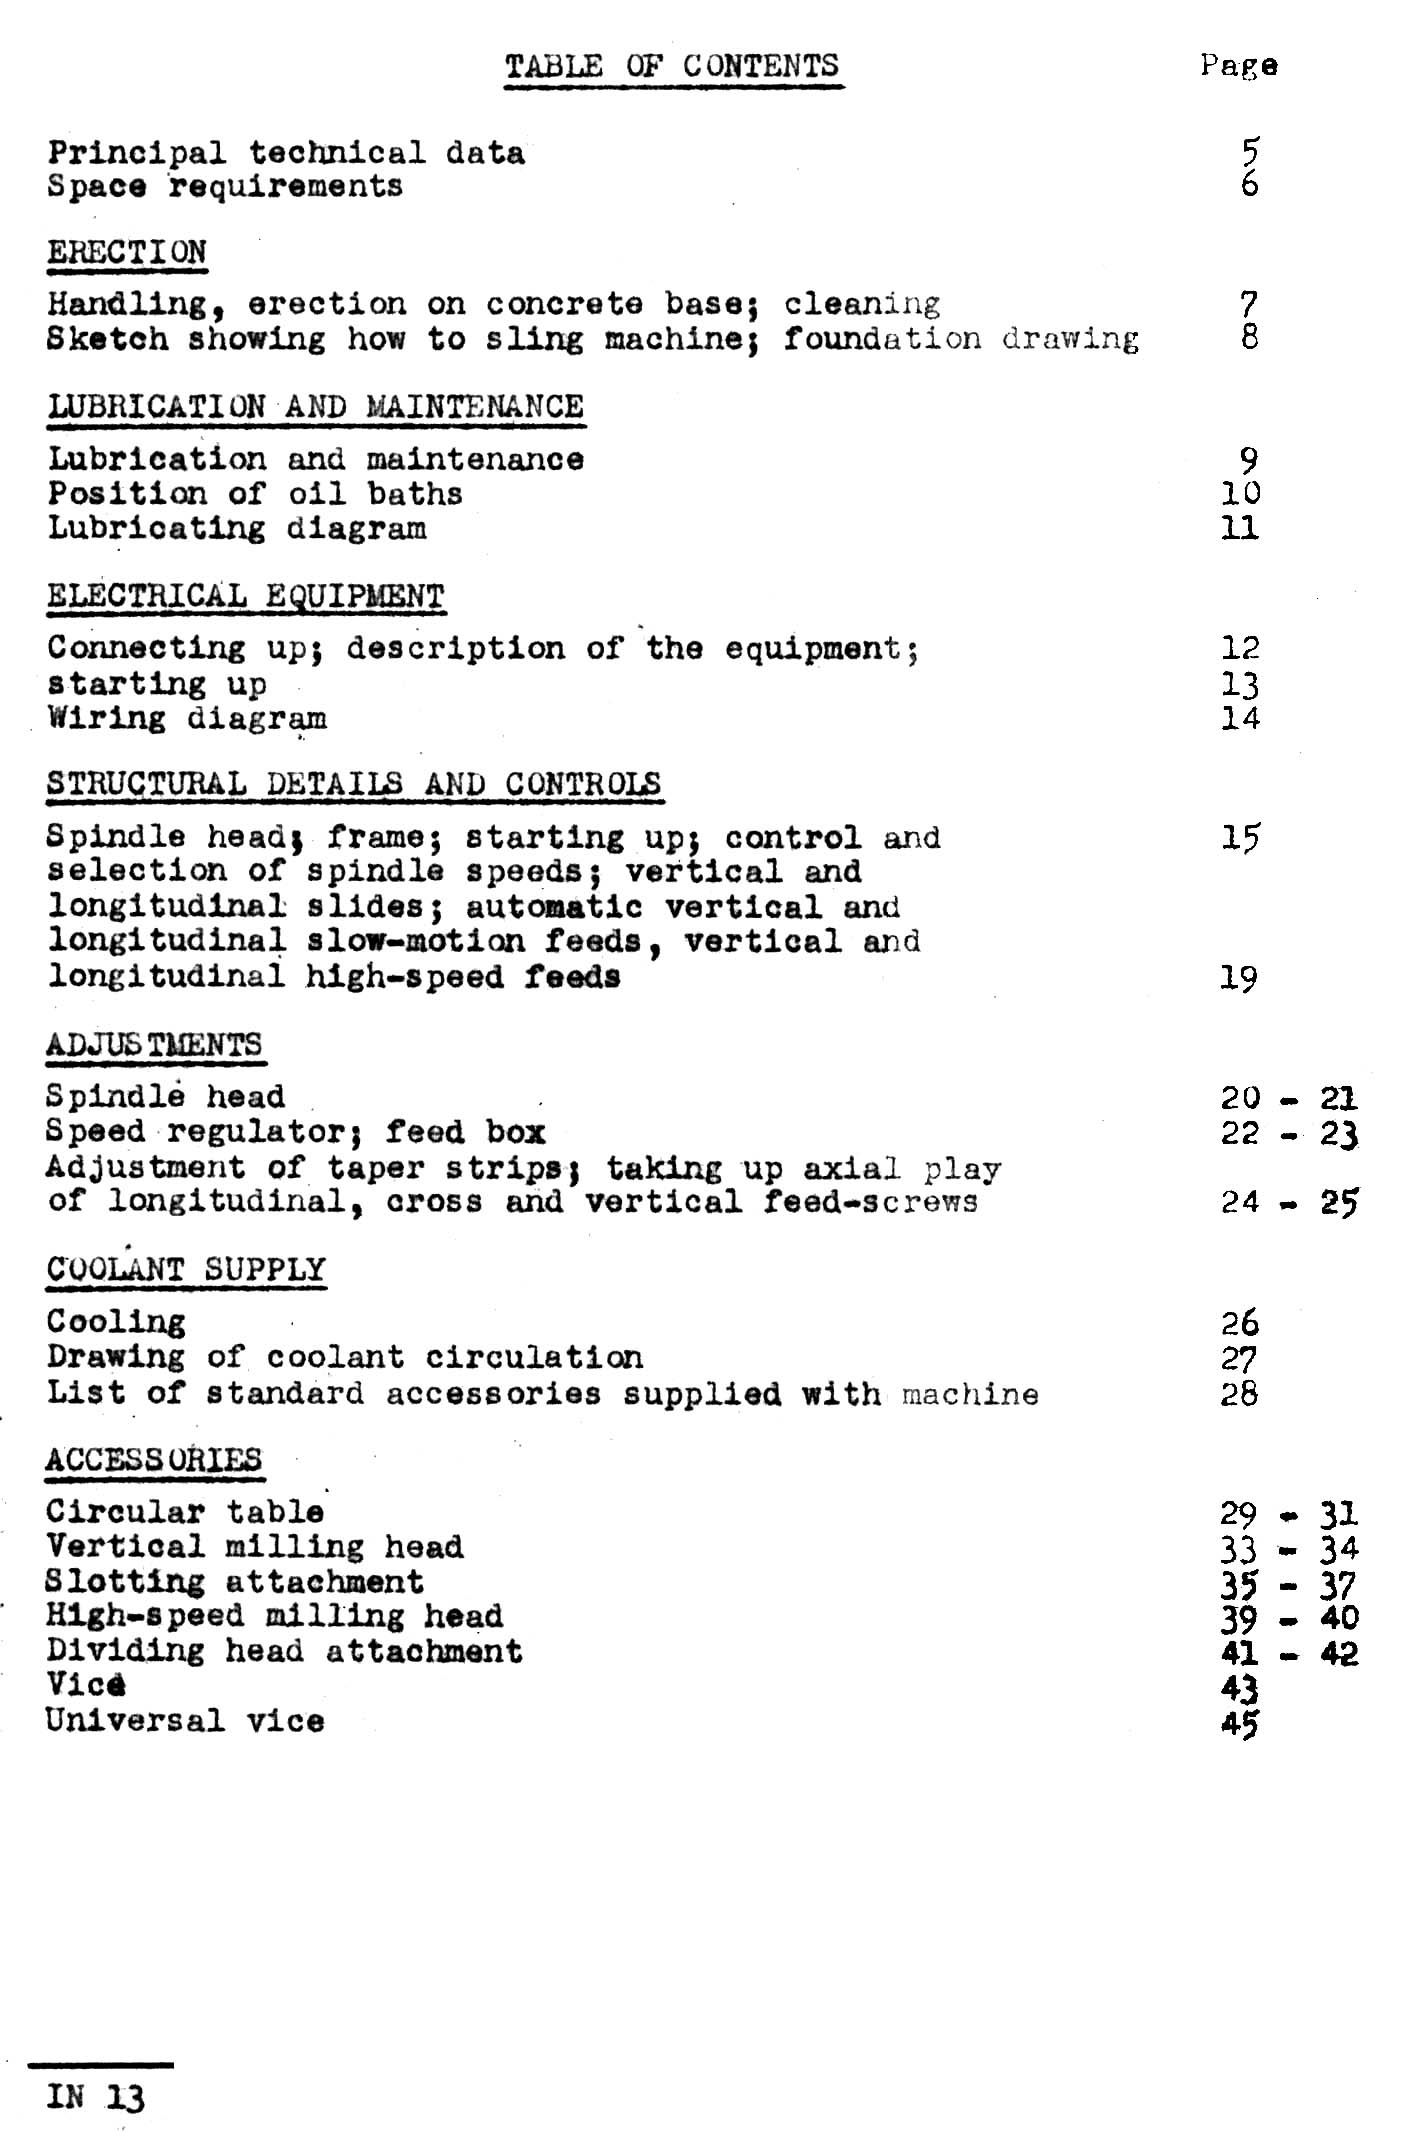 TABLE OF CONTENTS Page
Principal technical data 5
Space requirements 6
ERECTION
Handling, erection on concrete base; cleaning 7
Sketch showing how to sling machine; foundation drawing 8
LUBRICATION AND MAINTENANCE
Lubrication and maintenance 9
Position of oil baths 10
Lubricating diagram 11
ELECTRICAL EQUIPMENT
Connecting up; description of the equipment; 12
starting up 13
Wiring diagram 14
STRUCTURAL DETAILS AND CONTROLS
Spindle head; frame; starting up; control and 15
selection of spindle speeds; vertical and
longitudinal slides; automatic vertical and
longitudinal slow-motion feeds, vertical and
longitudinal high-speed feeds 19
ADJUSTMENTS
Spindle head 20 - 21
Speed regulator; feed box 22 - 23
Adjustment of taper strips; taking up axial play
of longitudinal, cross and vertical feed-screws 24 - 25
COOLANT SUPPLY
Cooling 26
Drawing of coolant circulation 27
List of standard accessories supplied with machine 28
ACCESSORIES
Circular table 29 - 31
Vertical milling head 33 - 34
Slotting attachment 35 - 37
High-speed milling head 39 - 40
Dividing head attachment 41 - 42
Vice 43
Universal vice 45
IN 13